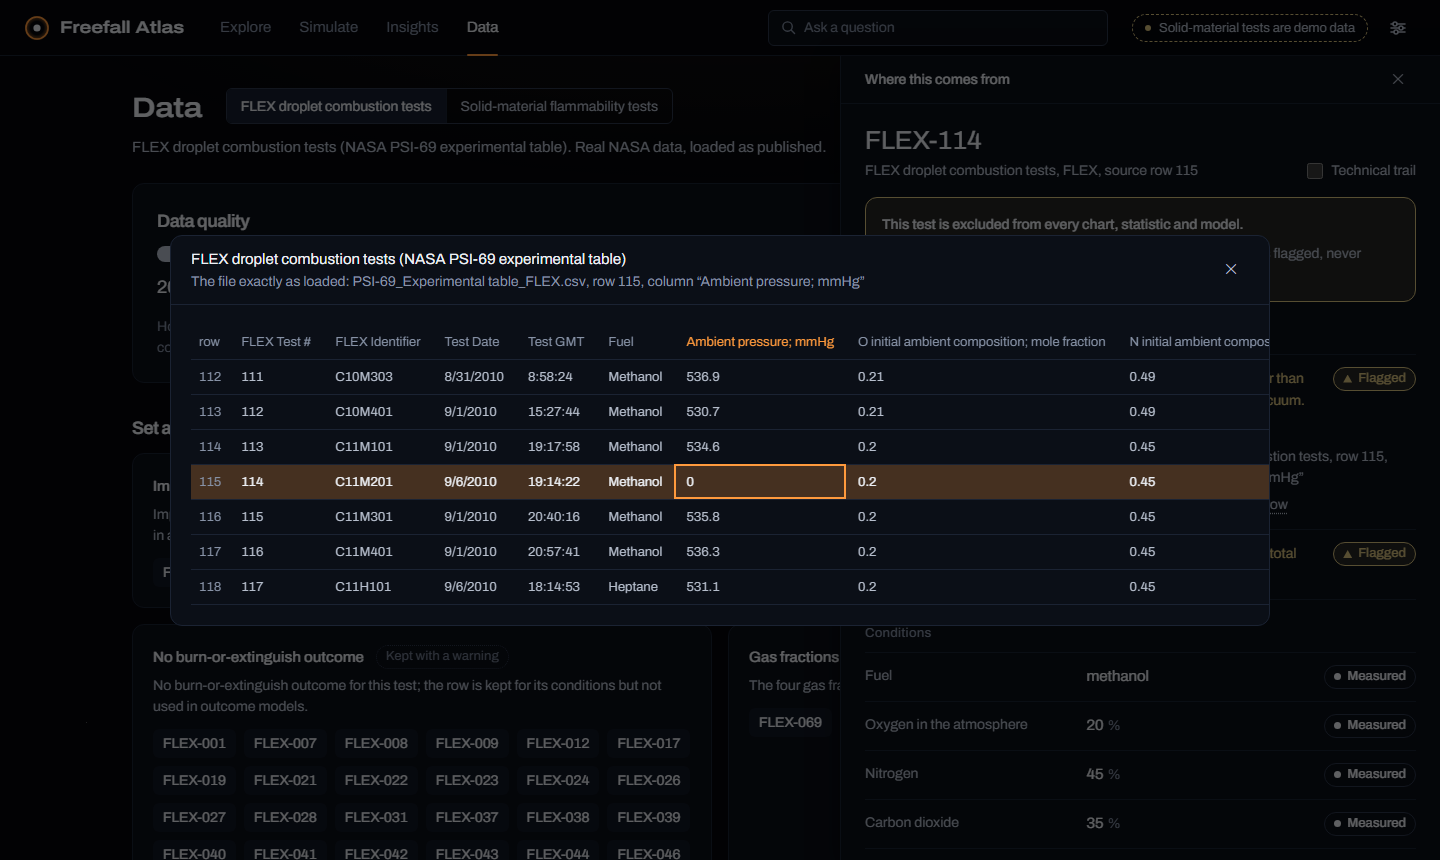 Freefall Atlas
Explore
Simulate
Insights
Data
Ask a question
Solid-material tests are demo data
Data
FLEX droplet combustion tests
Solid-material flammability tests
FLEX droplet combustion tests (NASA PSI-69 experimental table). Real NASA data, loaded as published.
Data quality
Where this comes from
FLEX-114
FLEX droplet combustion tests, FLEX, source row 115
Technical trail
This test is excluded from every chart, statistic and model.
flagged, never
FLEX droplet combustion tests (NASA PSI-69 experimental table)
The file exactly as loaded: PSI-69_Experimental table_FLEX.csv, row 115, column “Ambient pressure; mmHg”
row FLEX Test # FLEX Identifier Test Date Test GMT Fuel Ambient pressure; mmHg O initial ambient composition; mole fraction N initial ambient compos
112 111 C10M303 8/31/2010 8:58:24 Methanol 536.9 0.21 0.49
113 112 C10M401 9/1/2010 15:27:44 Methanol 530.7 0.21 0.49
114 113 C11M101 9/1/2010 19:17:58 Methanol 534.6 0.2 0.45
115 114 C11M201 9/6/2010 19:14:22 Methanol 0 0.2 0.45
116 115 C11M301 9/1/2010 20:40:16 Methanol 535.8 0.2 0.45
117 116 C11M401 9/1/2010 20:57:41 Methanol 536.3 0.2 0.45
118 117 C11H101 9/6/2010 18:14:53 Heptane 531.1 0.2 0.45
Set a
Im
in a
than
Flagged
tion tests, row 115,
mHg”
ow
total
Flagged
No burn-or-extinguish outcome
Kept with a warning
No burn-or-extinguish outcome for this test; the row is kept for its conditions but not
used in outcome models.
FLEX-001 FLEX-007 FLEX-008 FLEX-009 FLEX-012 FLEX-017
FLEX-019 FLEX-021 FLEX-022 FLEX-023 FLEX-024 FLEX-026
FLEX-027 FLEX-028 FLEX-031 FLEX-037 FLEX-038 FLEX-039
FLEX-040 FLEX-041 FLEX-042 FLEX-043 FLEX-044 FLEX-046
Gas fractions
The four gas fra
FLEX-069
Conditions
Fuel methanol Measured
Oxygen in the atmosphere 20 % Measured
Nitrogen 45 % Measured
Carbon dioxide 35 % Measured